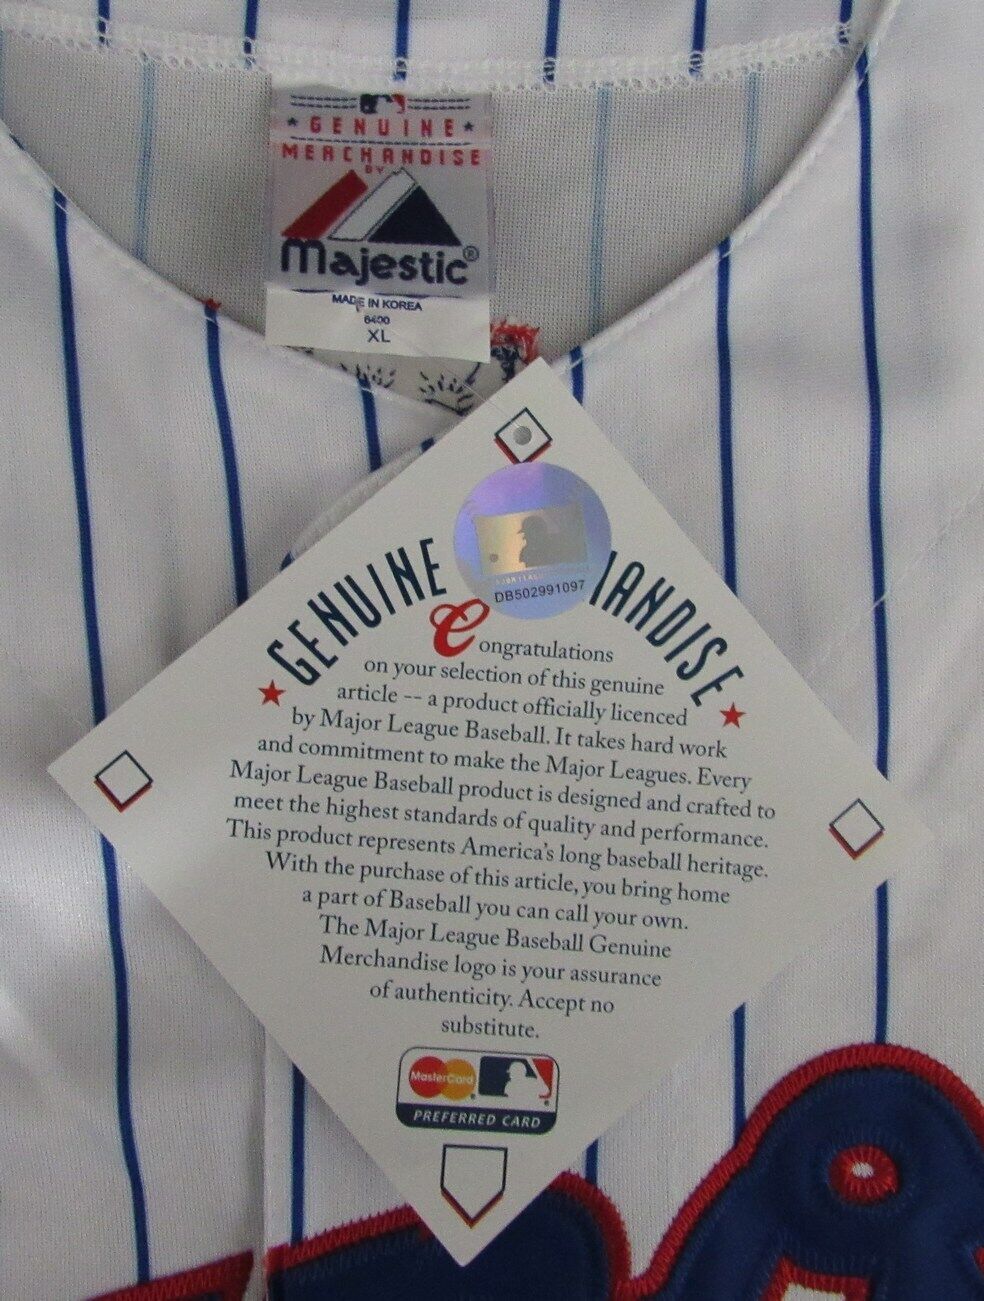 GENUINE
MERCHANDISE
BY
Majestic®
MADE IN KOREA
6400
XL
DB502991097
GENUINE
Congratulations
on your selection of this genuine
article -- a product officially licenced
by Major League Baseball. It takes hard work
and commitment to make the Major Leagues. Every
Major League Baseball product is designed and crafted to
meet the highest standards of quality and performance.
This product represents America's long baseball heritage.
With the purchase of this article, you bring home
a part of Baseball you can call your own.
The Major League Baseball Genuine
Merchandise logo is your assurance
of authenticity. Accept no
substitute.
MasterCard
PREFERRED CARD